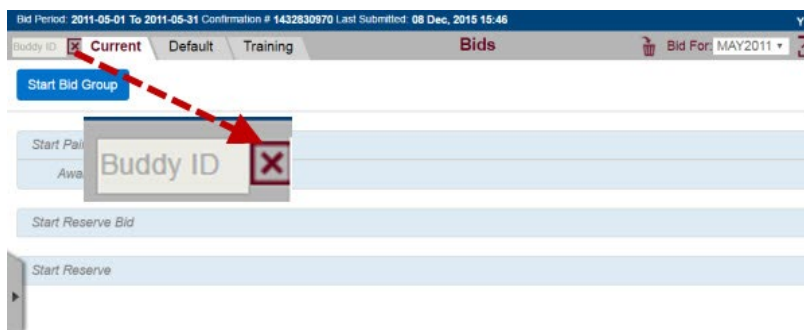 Bid Period: 2011-05-01 To 2011-05-31 Confirmation # 1432830970 Last Submitted: 08 Dec, 2015 15:46
Buddy ID Current Default Training Bids Bid For: MAY2011
Start Bid Group
Start
Buddy ID
Start Reserve Bid
Start Reserve